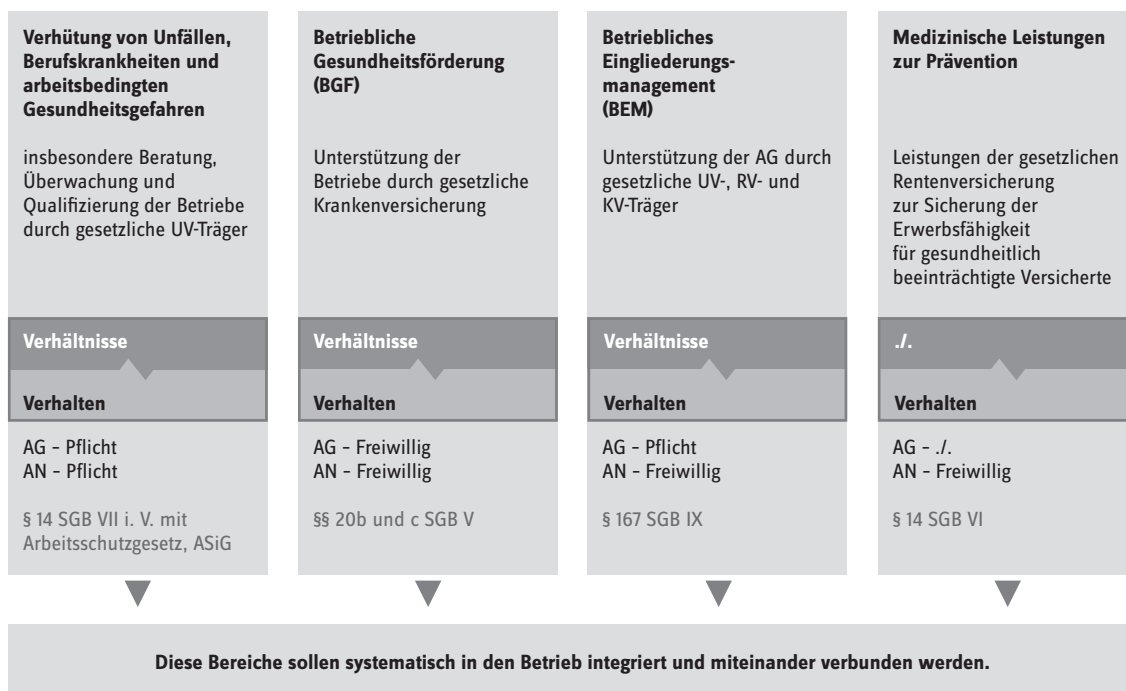 Verhütung von Unfällen,
Berufskrankheiten und
arbeitsbedingten
Gesundheitsgefahren
insbesondere Beratung,
Überwachung und
Qualifizierung der Betriebe
durch gesetzliche UV-Träger
Verhältnisse
Verhalten
AG – Pflicht
AN – Pflicht
§ 14 SGB VII i. V. mit
Arbeitsschutzgesetz, ASiG
Betriebliche
Gesundheitsförderung
(BGF)
Unterstützung der
Betriebe durch gesetzliche
Krankenversicherung
Verhältnisse
Verhalten
AG – Freiwillig
AN – Freiwillig
§§ 20b und c SGB V
Betriebliches
Eingliederungs-
management
(BEM)
Unterstützung der AG durch
gesetzliche UV-, RV- und
KV-Träger
Verhältnisse
Verhalten
AG – Pflicht
AN – Freiwillig
§ 167 SGB IX
Medizinische Leistungen
zur Prävention
Leistungen der gesetzlichen
Rentenversicherung
zur Sicherung der
Erwerbsfähigkeit
für gesundheitlich
beeinträchtigte Versicherte
./.
Verhalten
AG – ./.
AN – Freiwillig
§ 14 SGB VI
Diese Bereiche sollen systematisch in den Betrieb integriert und miteinander verbunden werden.